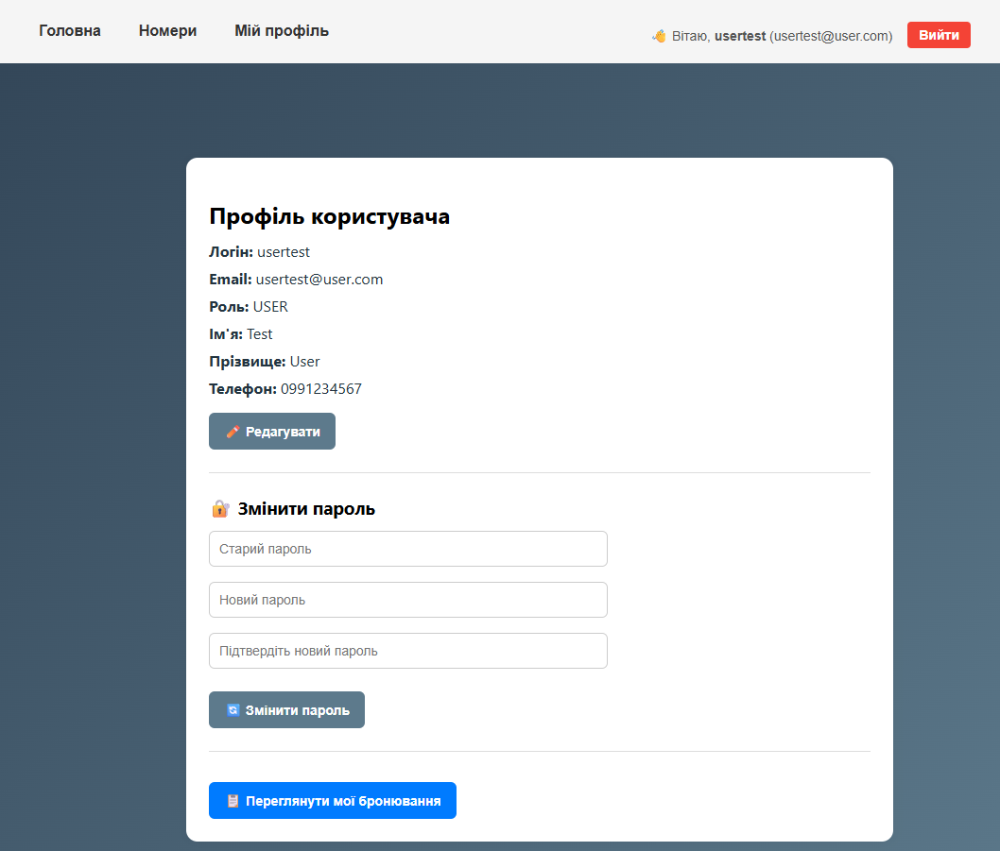 Головна Номери Мій профіль 👋 Вітаю, usertest (usertest@user.com) Вийти
Профіль користувача
Логін: usertest
Email: usertest@user.com
Роль: USER
Ім'я: Test
Прізвище: User
Телефон: 0991234567
Редагувати
Змінити пароль
Старий пароль
Новий пароль
Підтвердіть новий пароль
Змінити пароль
Переглянути мої бронювання